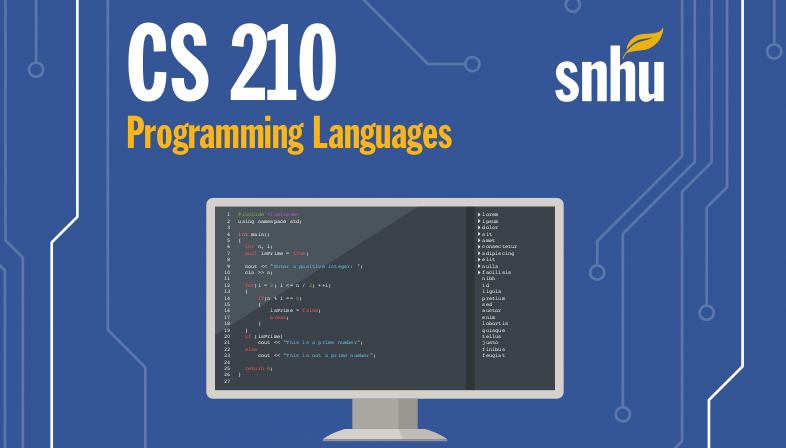 CS 210
snhu
Programming Languages
1 #include <iostream>
2 using namespace std;
3
4 int main()
5 {
6 int n, i;
7 bool isPrime = true;
8
9 cout << "Enter a positive integer: ";
10 cin >> n;
11
12 for(i = 2; i <= n / 2; ++i)
13 {
14 if(n % i == 0)
15 {
16 isPrime = false;
17 break;
18 }
19 }
20 if (isPrime)
21 cout << "This is a prime number";
22 else
23 cout << "This is not a prime number";
24
25 return 0;
26 }
27
lorem
ipsum
dolor
sit
amet
consectetur
adipiscing
elit
nulla
facilisis
nibh
id
ligula
pretium
sed
auctor
enim
lobortis
quisque
tellus
justo
finibus
feugiat